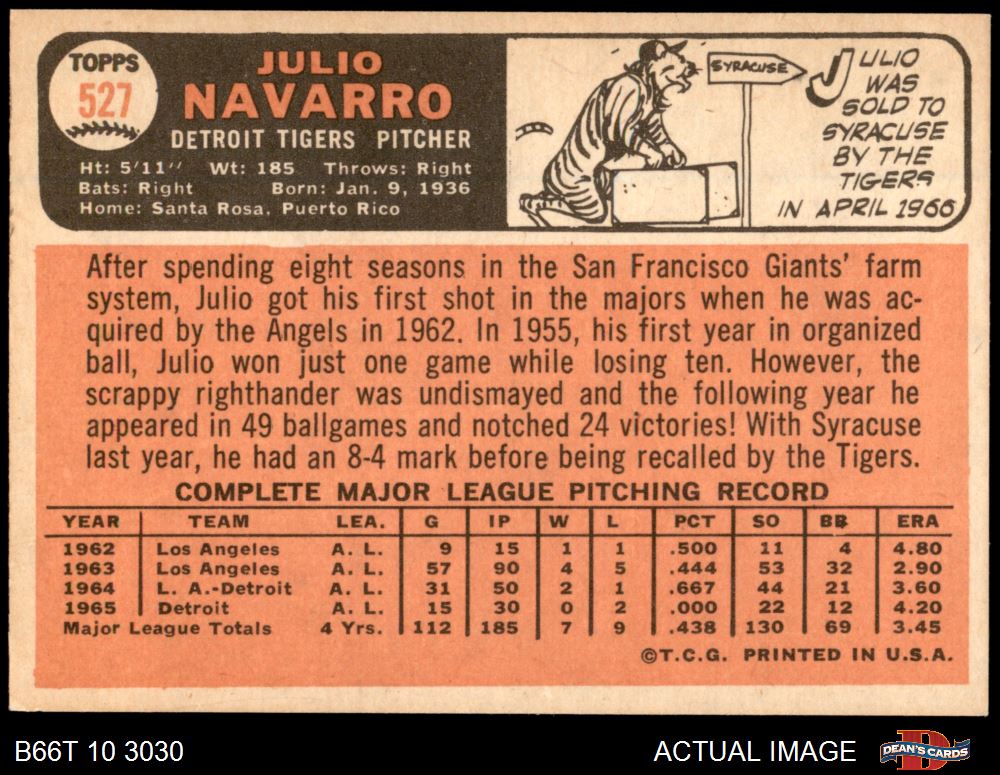 TOPPS
527
JULIO
NAVARRO
DETROIT TIGERS PITCHER
Ht: 5'11" Wt: 185 Throws: Right
Bats: Right Born: Jan. 9, 1936
Home: Santa Rosa, Puerto Rico
SYRACUSE
JULIO
WAS
SOLD TO
SYRACUSE
BY THE
TIGERS
IN APRIL 1966
After spending eight seasons in the San Francisco Giants' farm
system, Julio got his first shot in the majors when he was ac-
quired by the Angels in 1962. In 1955, his first year in organized
ball, Julio won just one game while losing ten. However, the
scrappy righthander was undismayed and the following year he
appeared in 49 ballgames and notched 24 victories! With Syracuse
last year, he had an 8-4 mark before being recalled by the Tigers.
COMPLETE MAJOR LEAGUE PITCHING RECORD
YEAR TEAM LEA. G IP W L PCT SO BB ERA
1962 Los Angeles A. L. 9 15 1 1 .500 11 4 4.80
1963 Los Angeles A. L. 57 90 4 5 .444 53 32 2.90
1964 L. A.-Detroit A. L. 31 50 2 1 .667 44 21 3.60
1965 Detroit A. L. 15 30 0 2 .000 22 12 4.20
Major League Totals 4 Yrs. 112 185 7 9 .438 130 69 3.45
©T.C.G. PRINTED IN U.S.A.
B66T 10 3030
ACTUAL IMAGE
DEAN'S CARDS